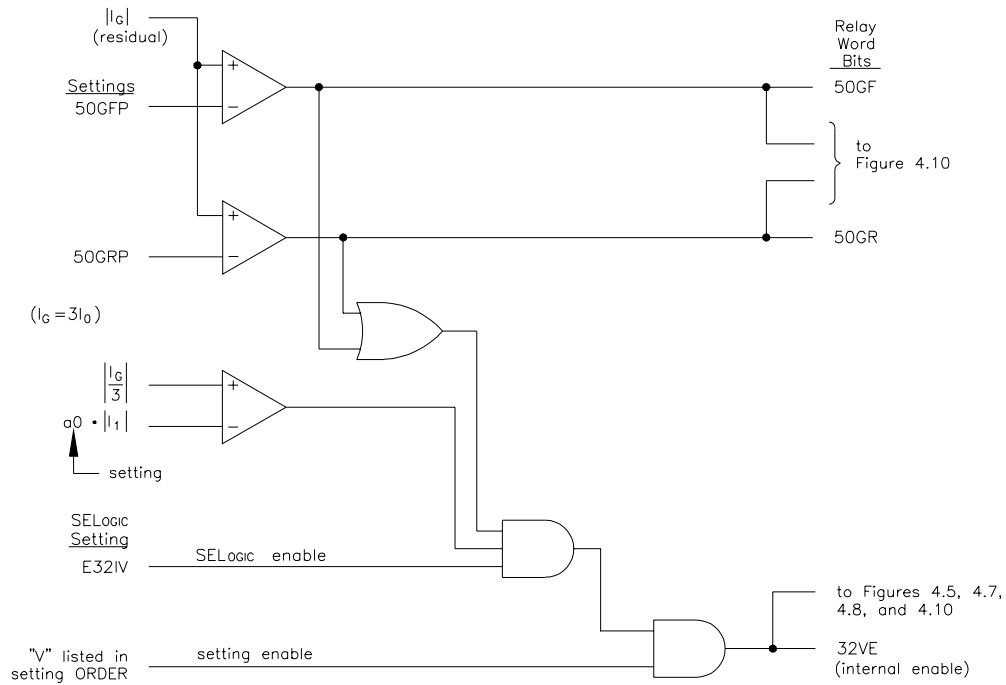 |IG|
(residual)
Relay
Word
Bits
Settings
50GFP
+
−
50GF
to
Figure 4.10
+
−
50GRP
50GR
(IG=3I0)
|IG/3|
+
a0 • |I1|
−
setting
SELOGIC
Setting
E32IV
SELOGIC enable
to Figures 4.5, 4.7,
4.8, and 4.10
"V" listed in
setting ORDER
setting enable
32VE
(internal enable)